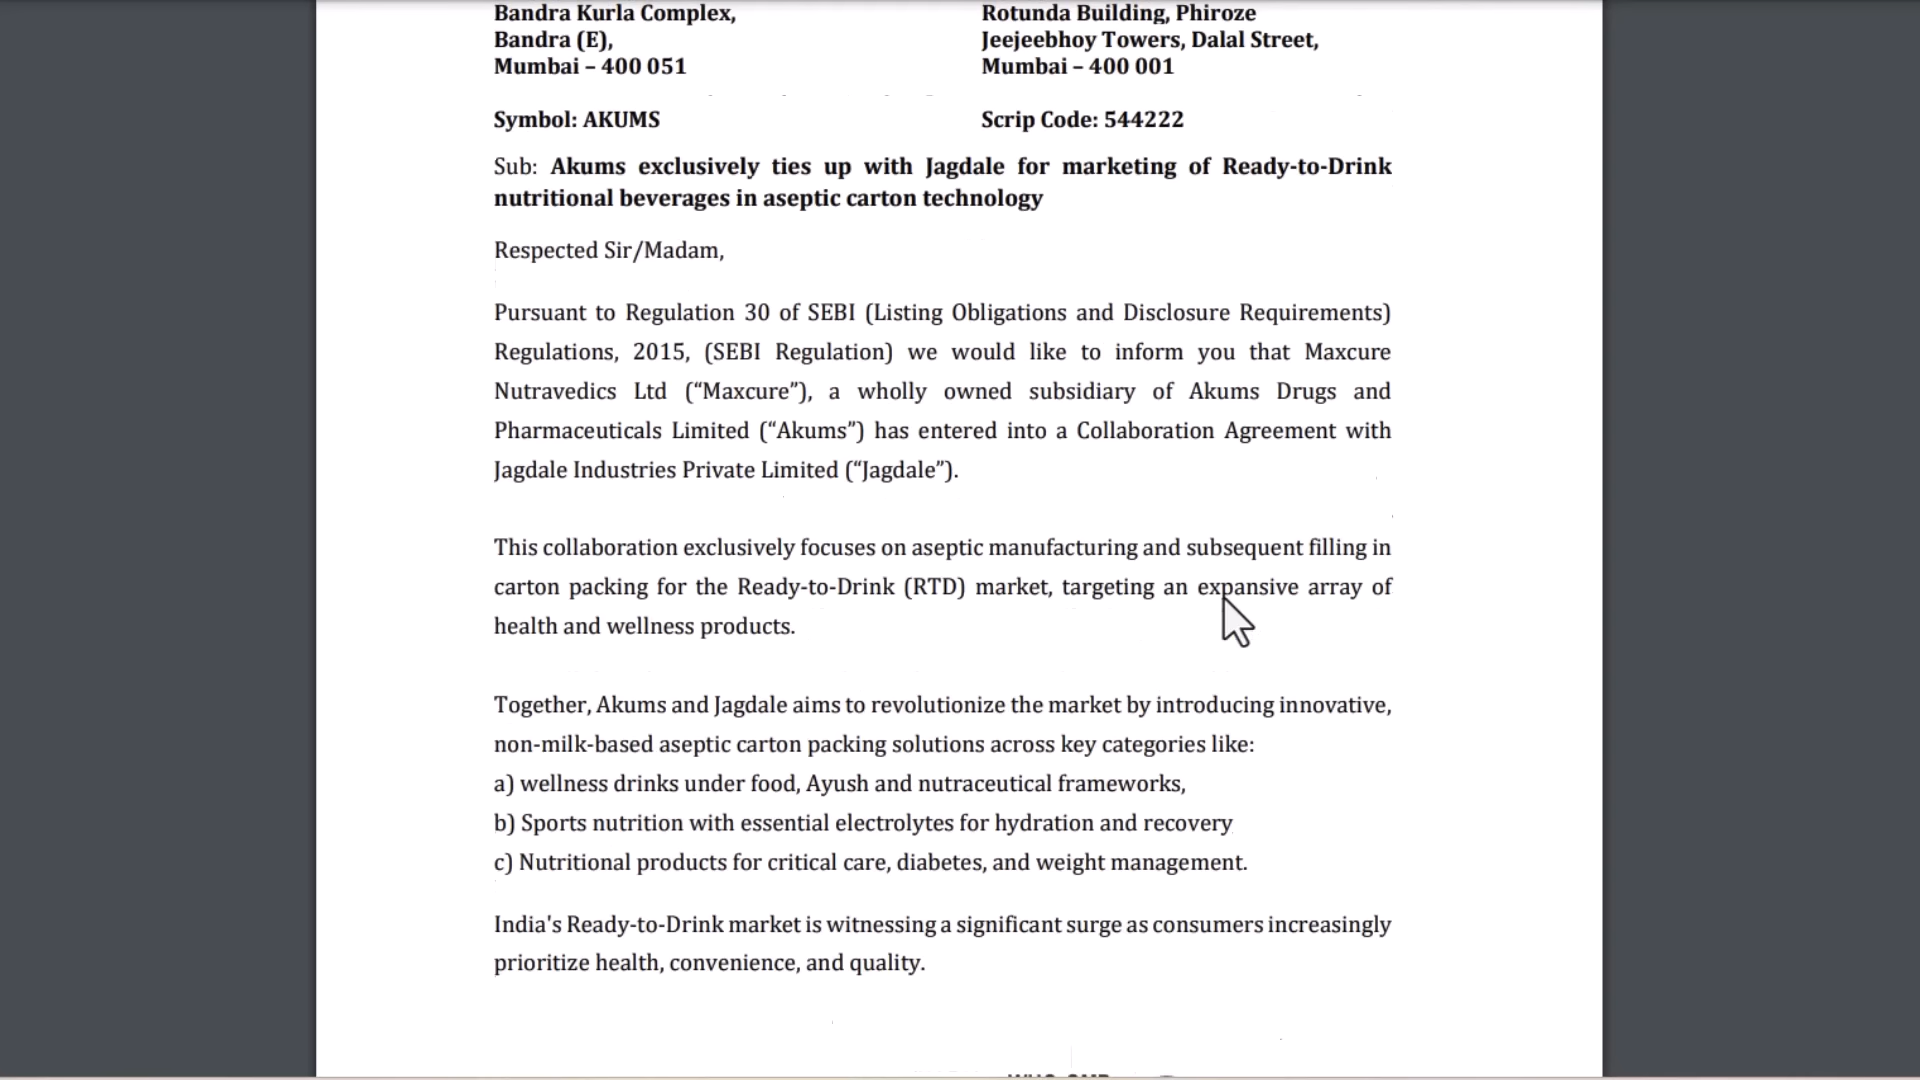 Bandra Kurla Complex,
Bandra (E),
Mumbai – 400 051
Rotunda Building, Phiroze
Jeejeebhoy Towers, Dalal Street,
Mumbai – 400 001
Symbol: AKUMS
Scrip Code: 544222
Sub: Akums exclusively ties up with Jagdale for marketing of Ready-to-Drink
nutritional beverages in aseptic carton technology
Respected Sir/Madam,
Pursuant to Regulation 30 of SEBI (Listing Obligations and Disclosure Requirements)
Regulations, 2015, (SEBI Regulation) we would like to inform you that Maxcure
Nutravedics Ltd (“Maxcure”), a wholly owned subsidiary of Akums Drugs and
Pharmaceuticals Limited (“Akums”) has entered into a Collaboration Agreement with
Jagdale Industries Private Limited (“Jagdale”).
This collaboration exclusively focuses on aseptic manufacturing and subsequent filling in
carton packing for the Ready-to-Drink (RTD) market, targeting an expansive array of
health and wellness products.
Together, Akums and Jagdale aims to revolutionize the market by introducing innovative,
non-milk-based aseptic carton packing solutions across key categories like:
a) wellness drinks under food, Ayush and nutraceutical frameworks,
b) Sports nutrition with essential electrolytes for hydration and recovery
c) Nutritional products for critical care, diabetes, and weight management.
India's Ready-to-Drink market is witnessing a significant surge as consumers increasingly
prioritize health, convenience, and quality.